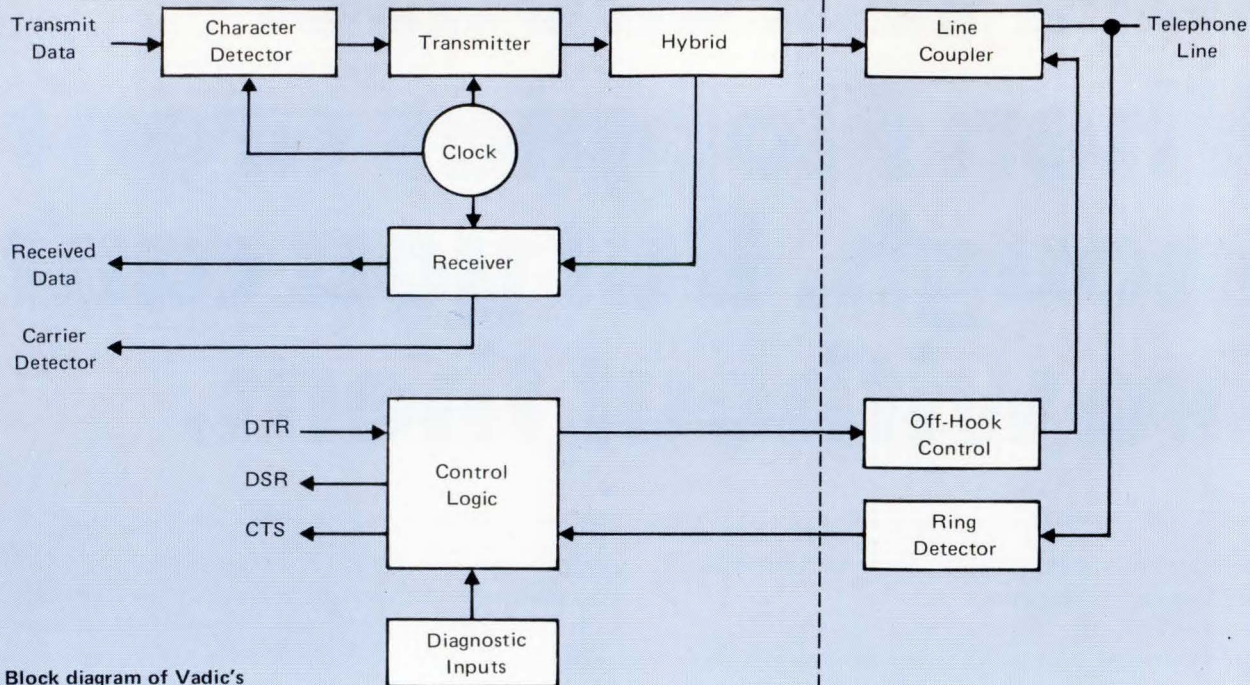 Transmit
Data
Character
Detector
Transmitter
Hybrid
Line
Coupler
Telephone
Line
Clock
Received
Data
Receiver
Carrier
Detector
DTR
DSR
CTS
Control
Logic
Off-Hook
Control
Ring
Detector
Diagnostic
Inputs
Block diagram of Vadic's